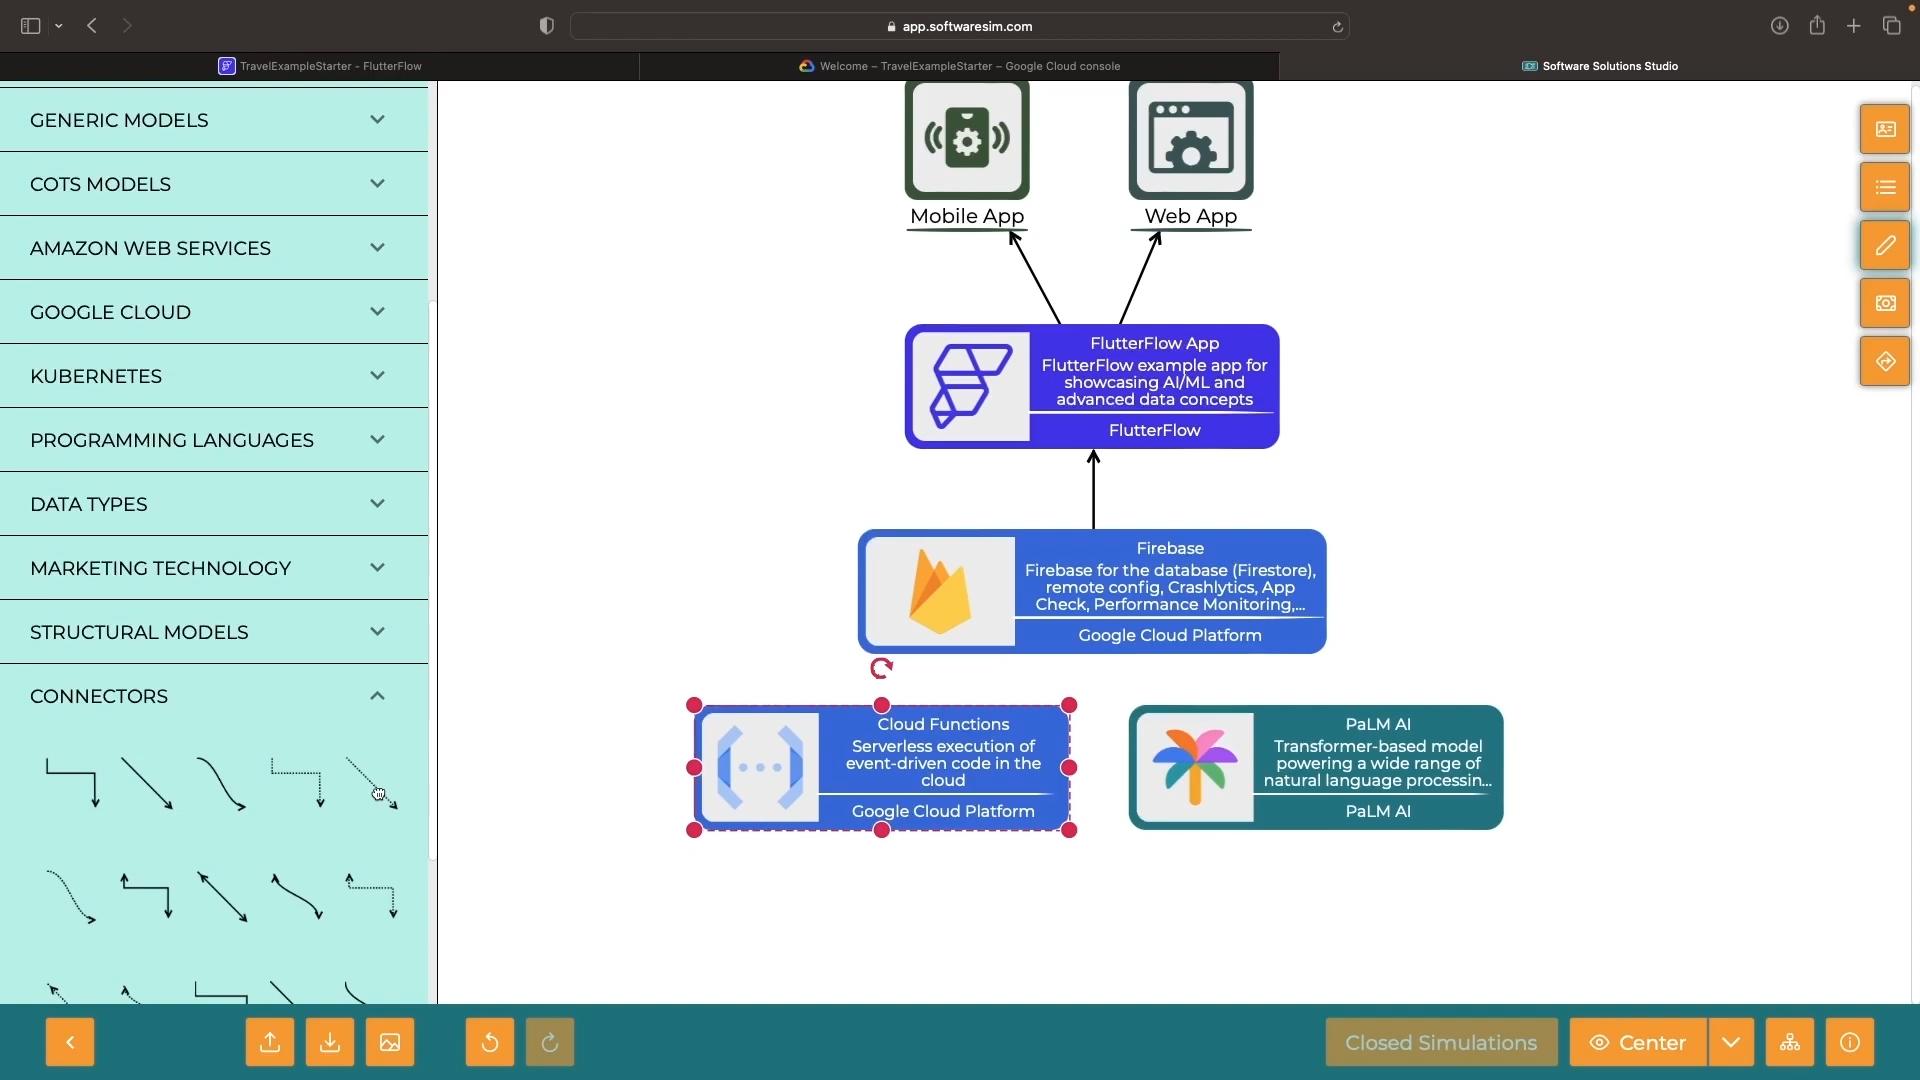 app.softwaresim.com
TravelExampleStarter - FlutterFlow
Welcome – TravelExampleStarter – Google Cloud console
Software Solutions Studio
GENERIC MODELS
COTS MODELS
AMAZON WEB SERVICES
GOOGLE CLOUD
KUBERNETES
PROGRAMMING LANGUAGES
DATA TYPES
MARKETING TECHNOLOGY
STRUCTURAL MODELS
CONNECTORS
Mobile App
Web App
FlutterFlow App
FlutterFlow example app for
showcasing AI/ML and
advanced data concepts
FlutterFlow
Firebase
Firebase for the database (Firestore),
remote config, Crashlytics, App
Check, Performance Monitoring,...
Google Cloud Platform
Cloud Functions
Serverless execution of
event-driven code in the
cloud
Google Cloud Platform
PaLM AI
Transformer-based model
powering a wide range of
natural language processin...
PaLM AI
Closed Simulations
Center